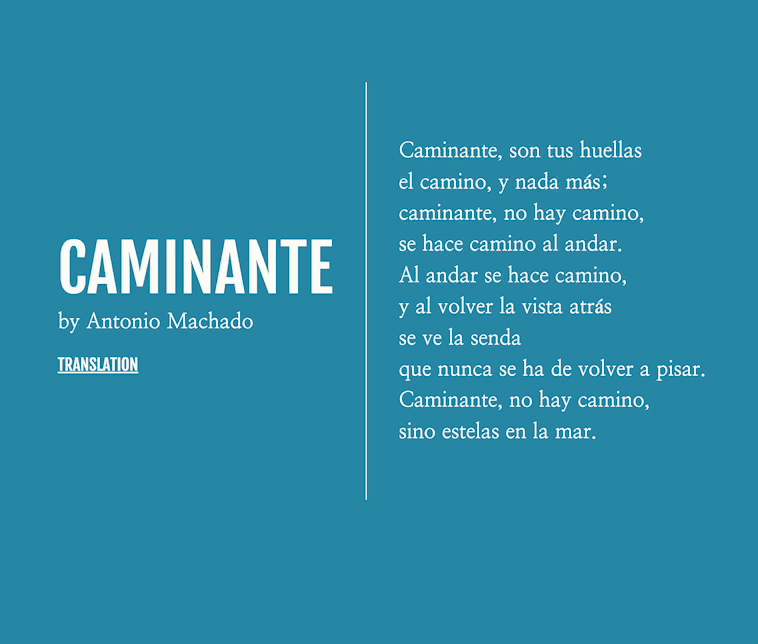 CAMINANTE
by Antonio Machado
TRANSLATION
Caminante, son tus huellas
el camino, y nada más;
caminante, no hay camino,
se hace camino al andar.
Al andar se hace camino,
y al volver la vista atrás
se ve la senda
que nunca se ha de volver a pisar.
Caminante, no hay camino,
sino estelas en la mar.